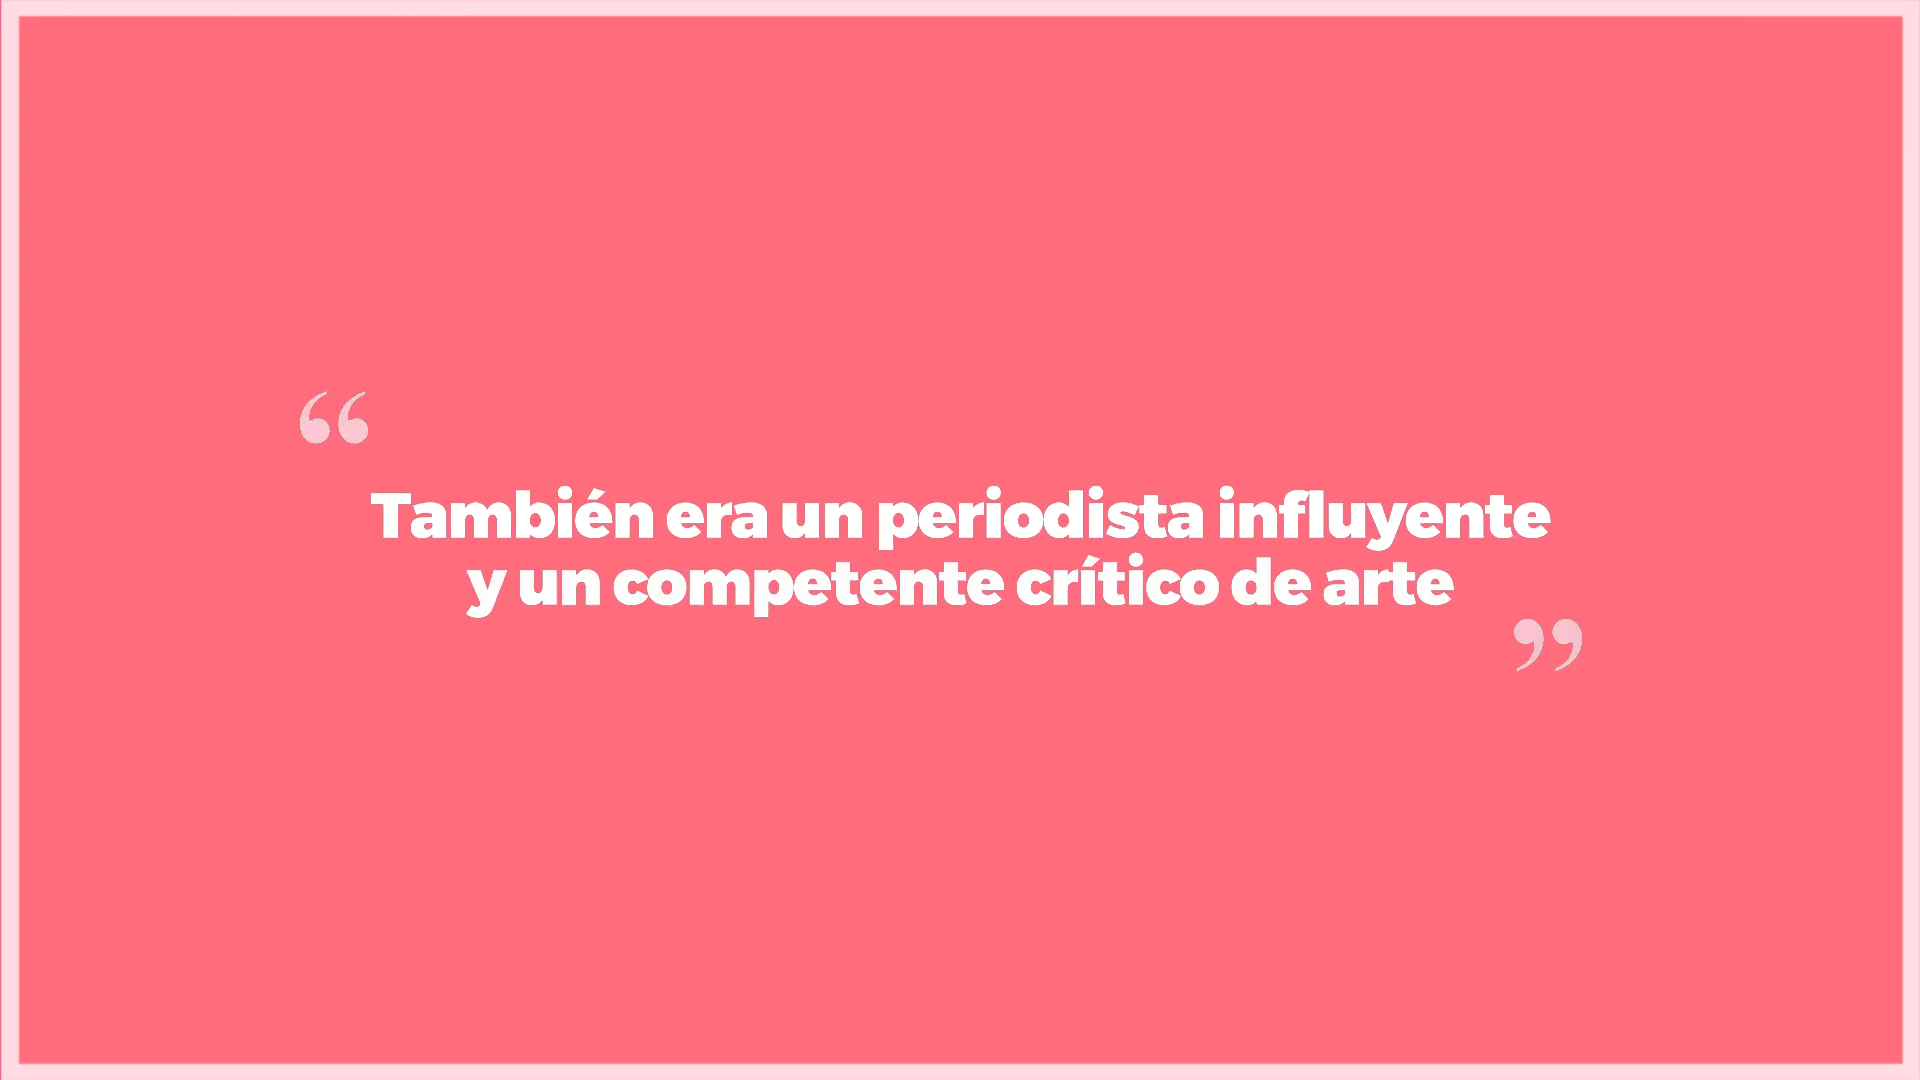 “
También era un periodista influyente
y un competente crítico de arte
”